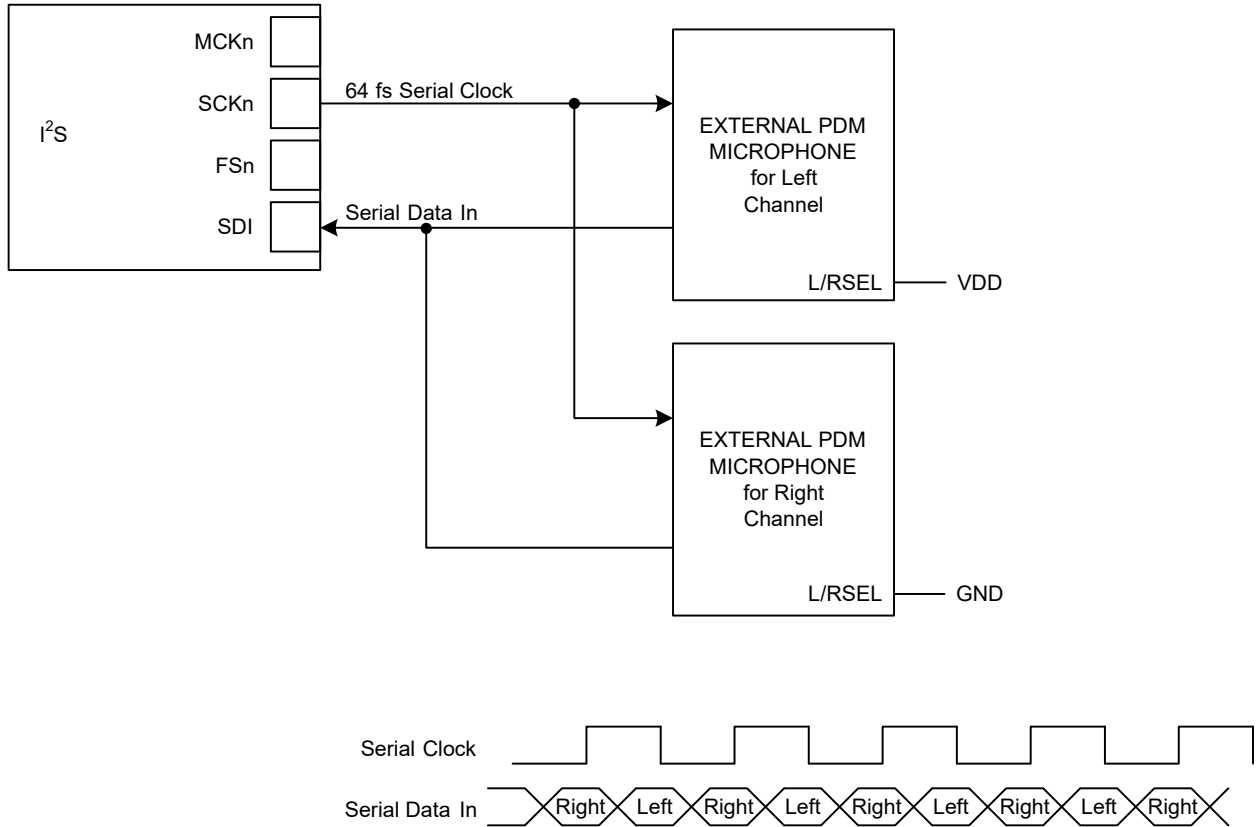 I²S
MCKn
SCKn
FSn
SDI
64 fs Serial Clock
Serial Data In
EXTERNAL PDM
MICROPHONE
for Left
Channel
L/RSEL
VDD
EXTERNAL PDM
MICROPHONE
for Right
Channel
L/RSEL
GND
Serial Clock
Serial Data In
Right Left Right Left Right Left Right Left Right